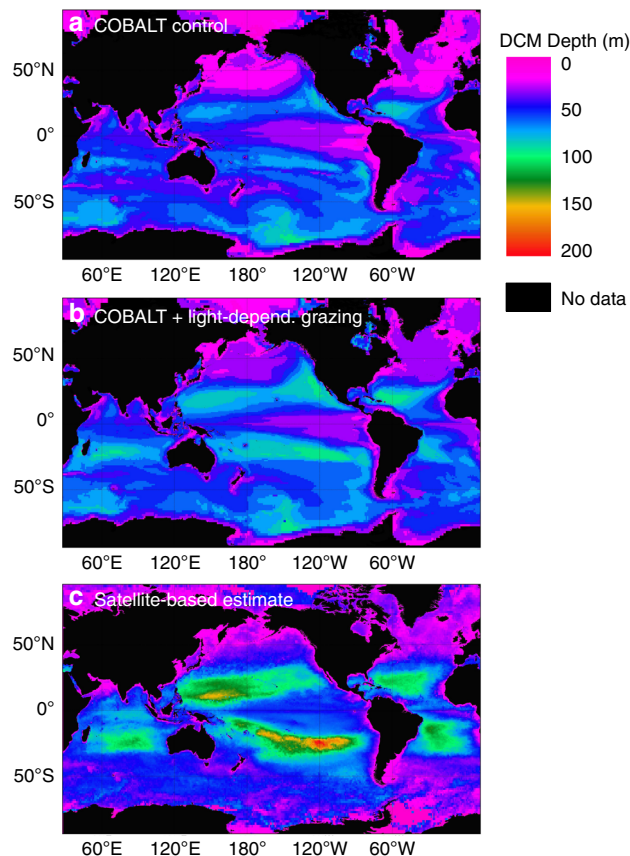 a COBALT control
DCM Depth (m)
0
50
100
150
200
No data
50°N
0°
50°S
60°E 120°E 180° 120°W 60°W
b COBALT + light-depend. grazing
50°N
0°
50°S
60°E 120°E 180° 120°W 60°W
c Satellite-based estimate
50°N
0°
50°S
60°E 120°E 180° 120°W 60°W